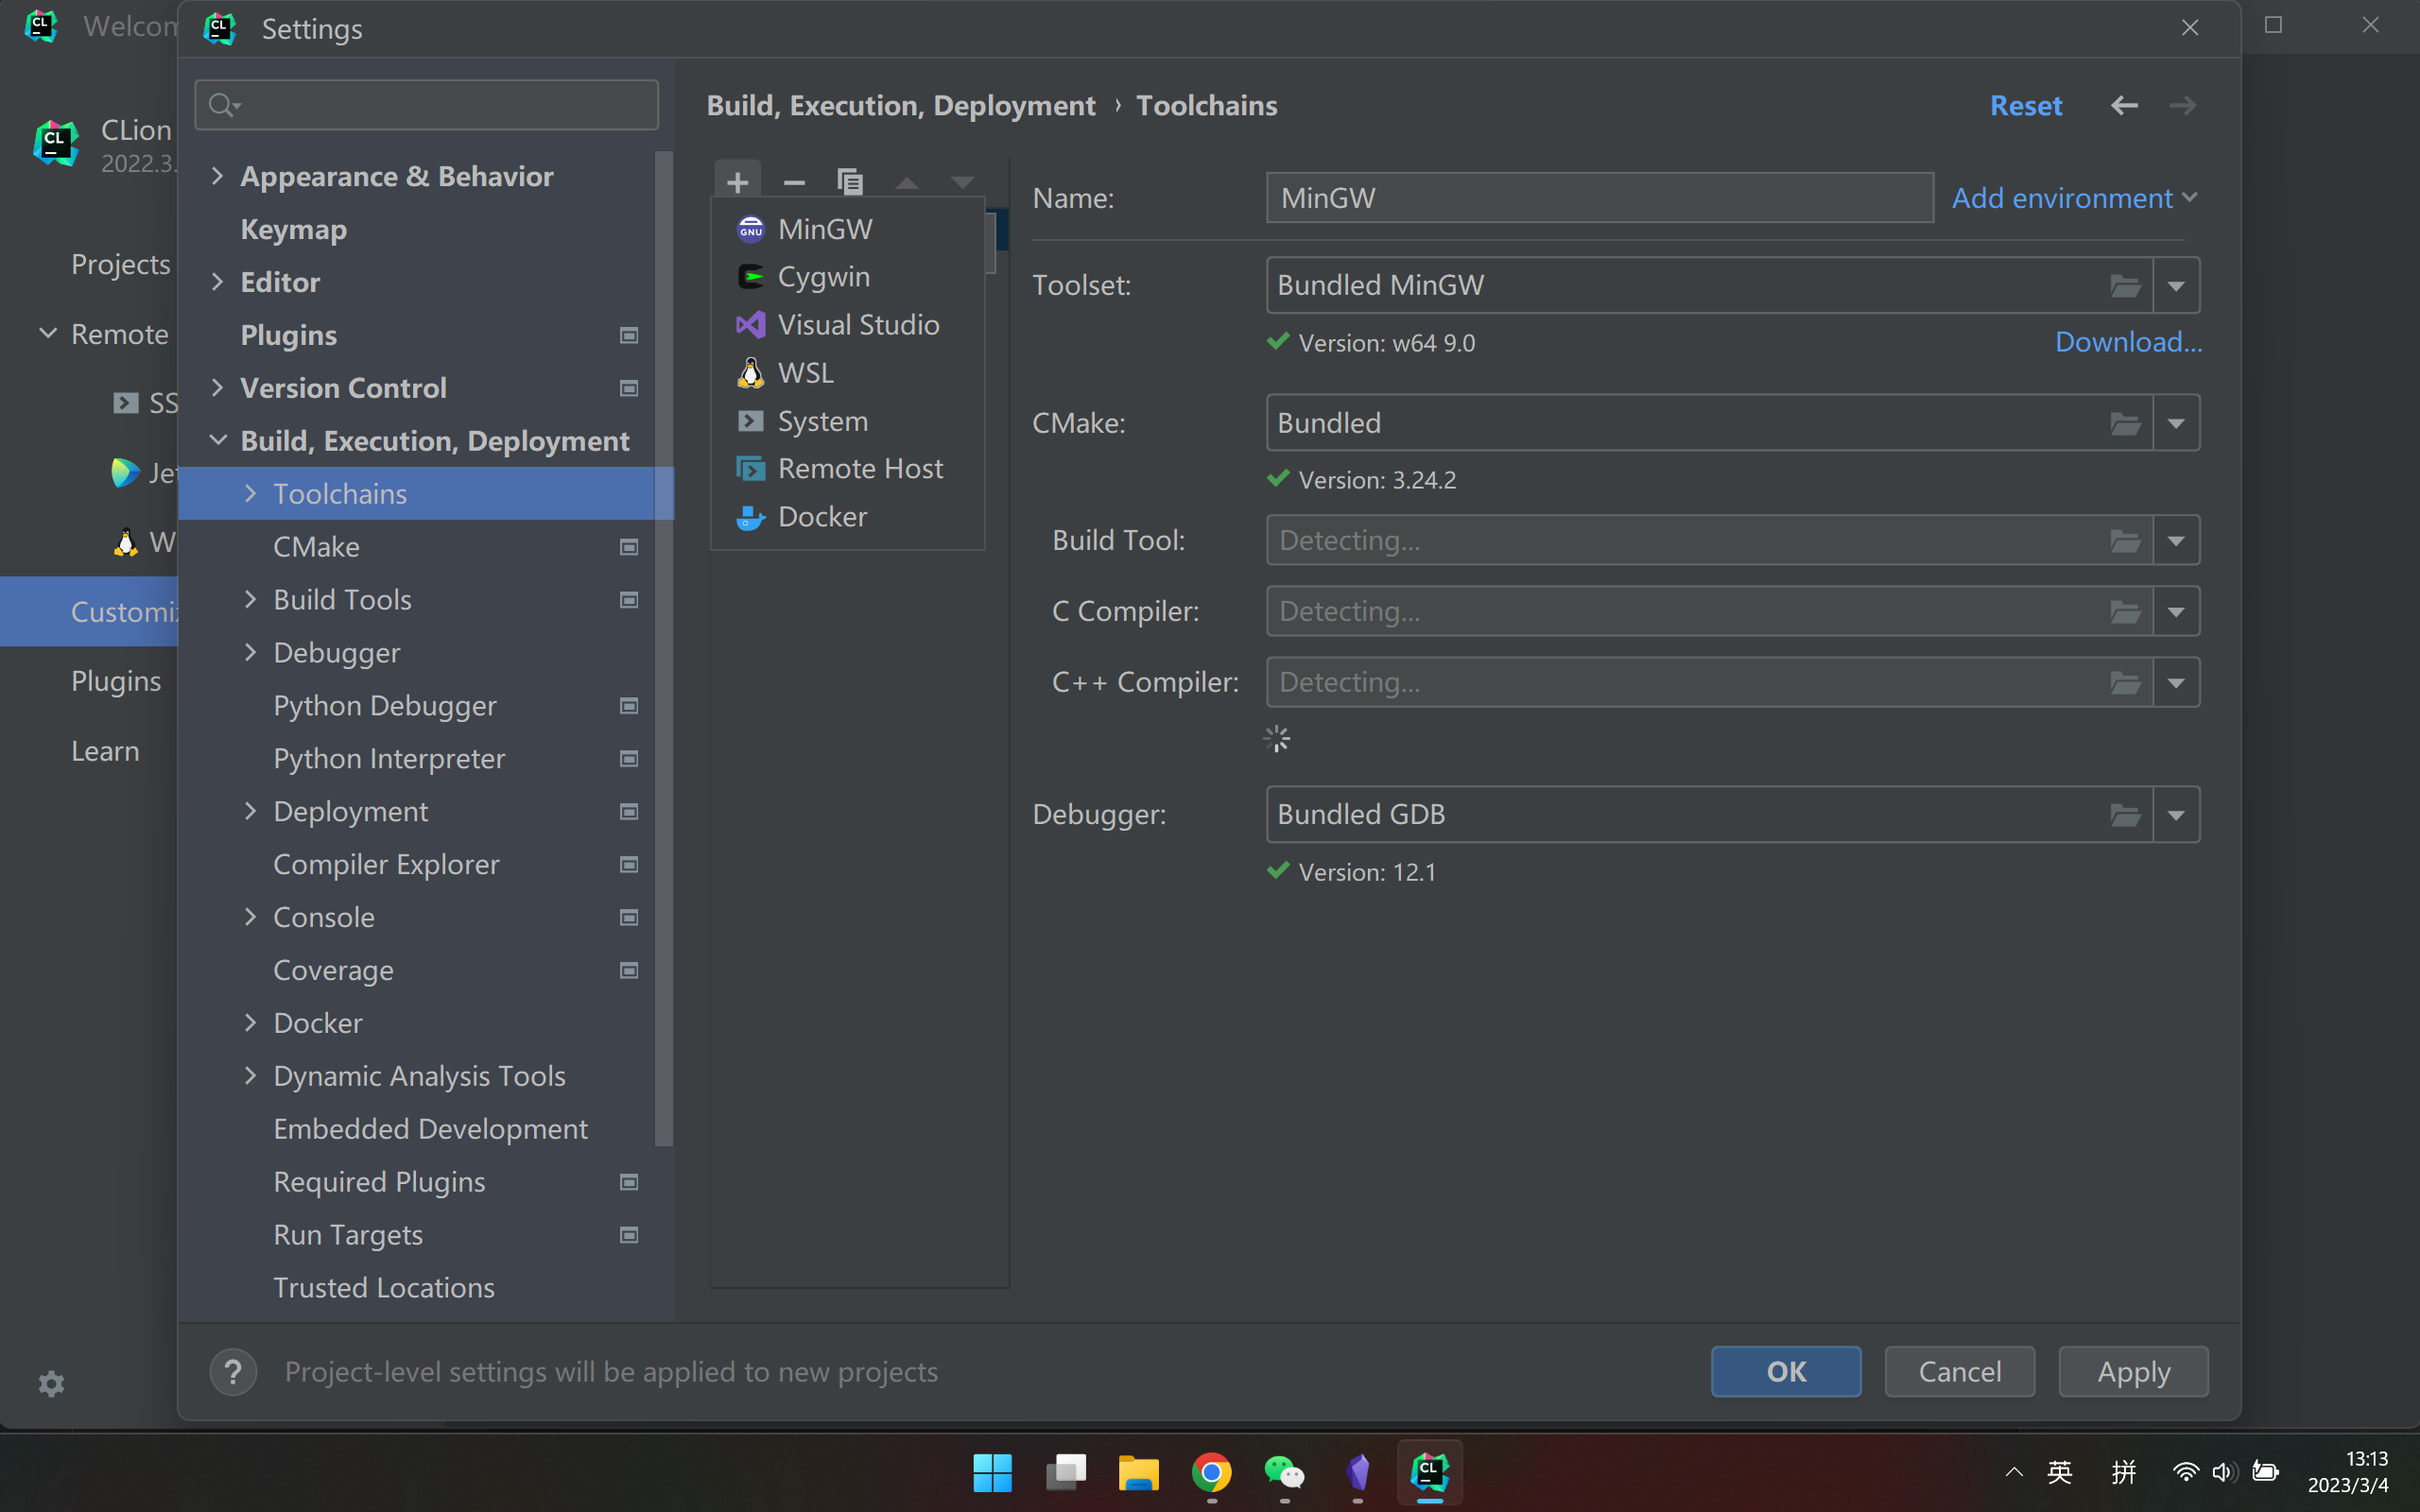 Welcom
Settings
CLion
2022.3.
Projects
Remote
SS
Je
W
Customiz
Plugins
Learn
Appearance & Behavior
Keymap
Editor
Plugins
Version Control
Build, Execution, Deployment
Toolchains
CMake
Build Tools
Debugger
Python Debugger
Python Interpreter
Deployment
Compiler Explorer
Console
Coverage
Docker
Dynamic Analysis Tools
Embedded Development
Required Plugins
Run Targets
Trusted Locations
Build, Execution, Deployment › Toolchains
Reset
MinGW
Cygwin
Visual Studio
WSL
System
Remote Host
Docker
Name:
MinGW
Add environment
Toolset:
Bundled MinGW
Version: w64 9.0
Download...
CMake:
Bundled
Version: 3.24.2
Build Tool:
Detecting...
C Compiler:
Detecting...
C++ Compiler:
Detecting...
Debugger:
Bundled GDB
Version: 12.1
?
Project-level settings will be applied to new projects
OK
Cancel
Apply
英
拼
13:13
2023/3/4